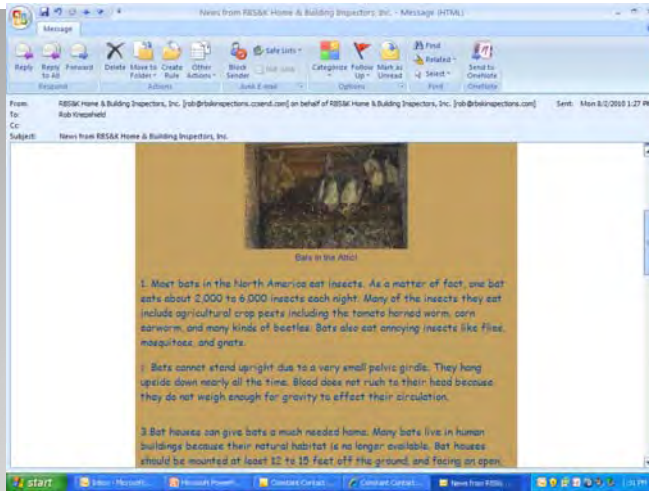 News from RBS&K Home & Building Inspectors, Inc. - Message (HTML)
Message
Reply Reply to All Forward Delete Move to Folder Create Rule Other Actions Block Sender Safe Lists Not Junk Categorize Follow Up Mark as Unread Find Related Select Send to OneNote
Respond Actions Junk E-mail Options Find OneNote
From: RBS&K Home & Building Inspectors, Inc. [rob@rbskinspections.ccsend.com] on behalf of RBS&K Home & Building Inspectors, Inc. [rob@rbskinspections.com] Sent: Mon 8/2/2010 1:27 PM
To: Rob
Cc:
Subject: News from RBS&K Home & Building Inspectors, Inc.
Bats in the Attic!
1. Most bats in the North America eat insects. As a matter of fact, one bat
eats about 2,000 to 6,000 insects each night. Many of the insects they eat
include agricultural crop pests including the tomato horned worm, corn
earworm, and many kinds of beetles. Bats also eat annoying insects like flies,
mosquitoes, and gnats.
2. Bats cannot stand upright due to a very small pelvic girdle. They hang
upside down nearly all the time. Blood does not rush to their head because
they do not weigh enough for gravity to effect their circulation.
3.Bat houses can give bats a much needed home. Many bats live in human
buildings because their natural habitat is no longer available. Bat houses
should be mounted at least 12 to 15 feet off the ground, and facing an open,
start Inbox - Microsoft... Microsoft PowerP... Constant Contact... Constant Contact... News from RBS&... 1:31 PM